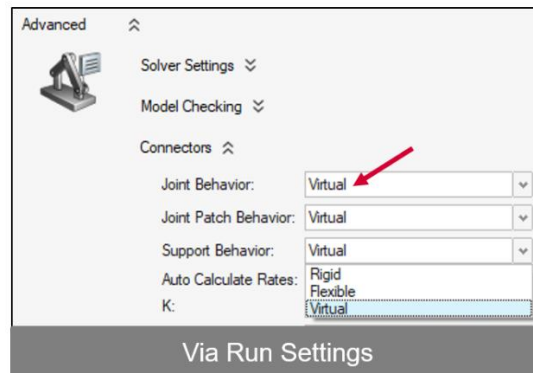 Advanced
Solver Settings
Model Checking
Connectors
Joint Behavior: Virtual
Joint Patch Behavior: Virtual
Support Behavior: Virtual
Auto Calculate Rates: Rigid
Flexible
K: Virtual
Via Run Settings